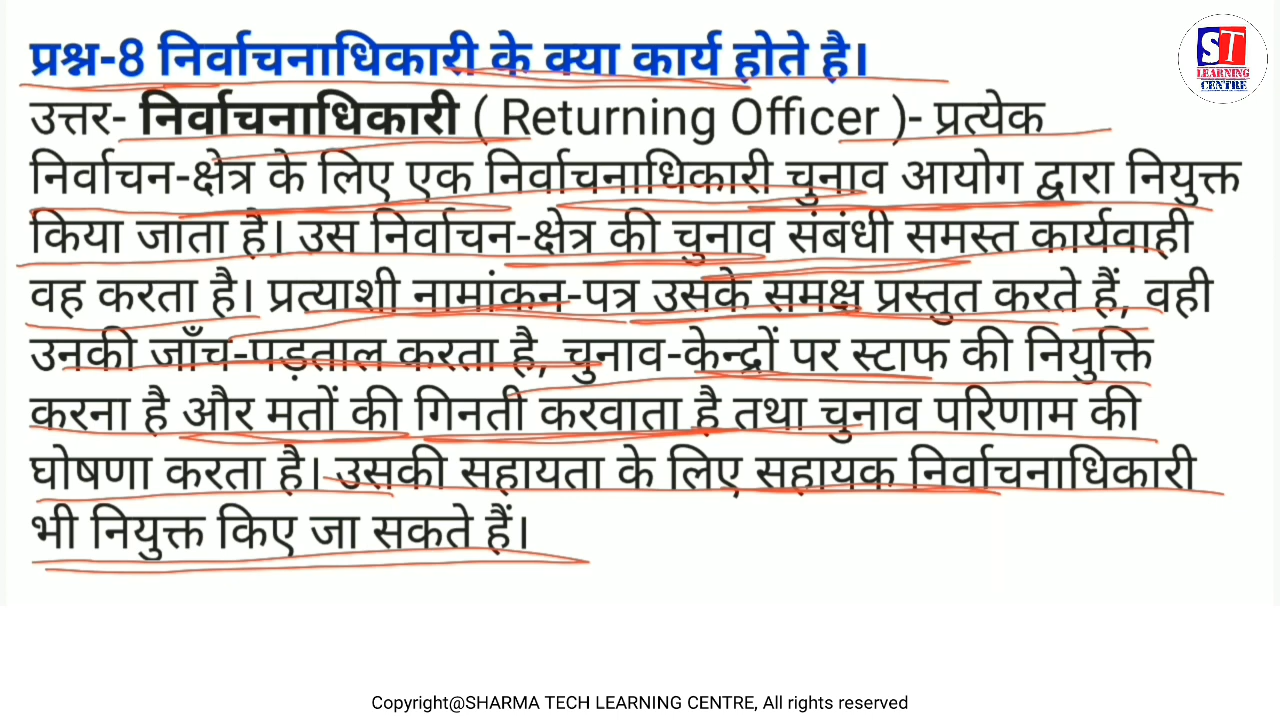 प्रश्न-8 निर्वाचनाधिकारी के क्या कार्य होते है।
ST
LEARNING
CENTRE
उत्तर- निर्वाचनाधिकारी ( Returning Officer )- प्रत्येक
निर्वाचन-क्षेत्र के लिए एक निर्वाचनाधिकारी चुनाव आयोग द्वारा नियुक्त
किया जाता है। उस निर्वाचन-क्षेत्र की चुनाव संबंधी समस्त कार्यवाही
वह करता है। प्रत्याशी नामांकन-पत्र उसके समक्ष प्रस्तुत करते हैं, वही
उनकी जाँच-पड़ताल करता है, चुनाव-केन्द्रों पर स्टाफ की नियुक्ति
करना है और मतों की गिनती करवाता है तथा चुनाव परिणाम की
घोषणा करता है। उसकी सहायता के लिए सहायक निर्वाचनाधिकारी
भी नियुक्त किए जा सकते हैं।
Copyright@SHARMA TECH LEARNING CENTRE, All rights reserved